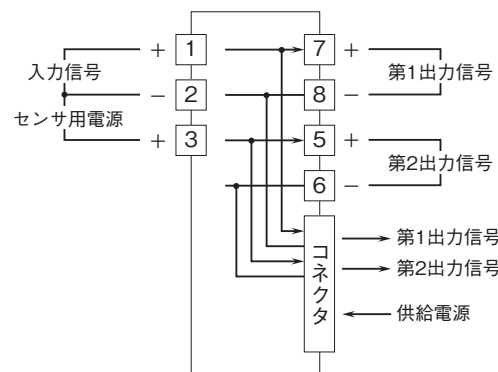 + 1
入力信号
− 2
センサ用電源
+ 3
7 +
第1出力信号
8 −
5 +
第2出力信号
6 −
コネクタ
第1出力信号
第2出力信号
供給電源